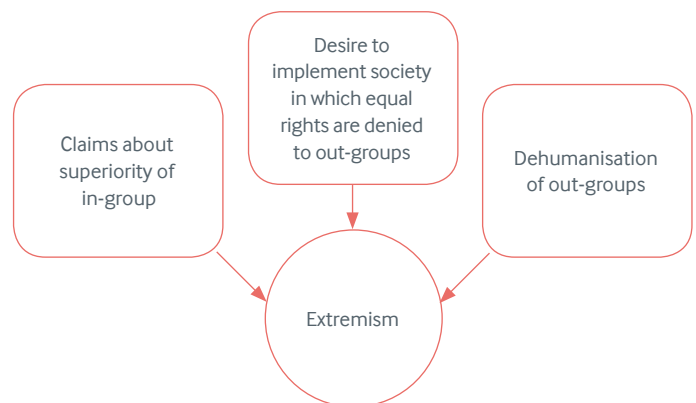 Claims about
superiority of
in-group
Desire to
implement society
in which equal
rights are denied
to out-groups
Dehumanisation
of out-groups
Extremism